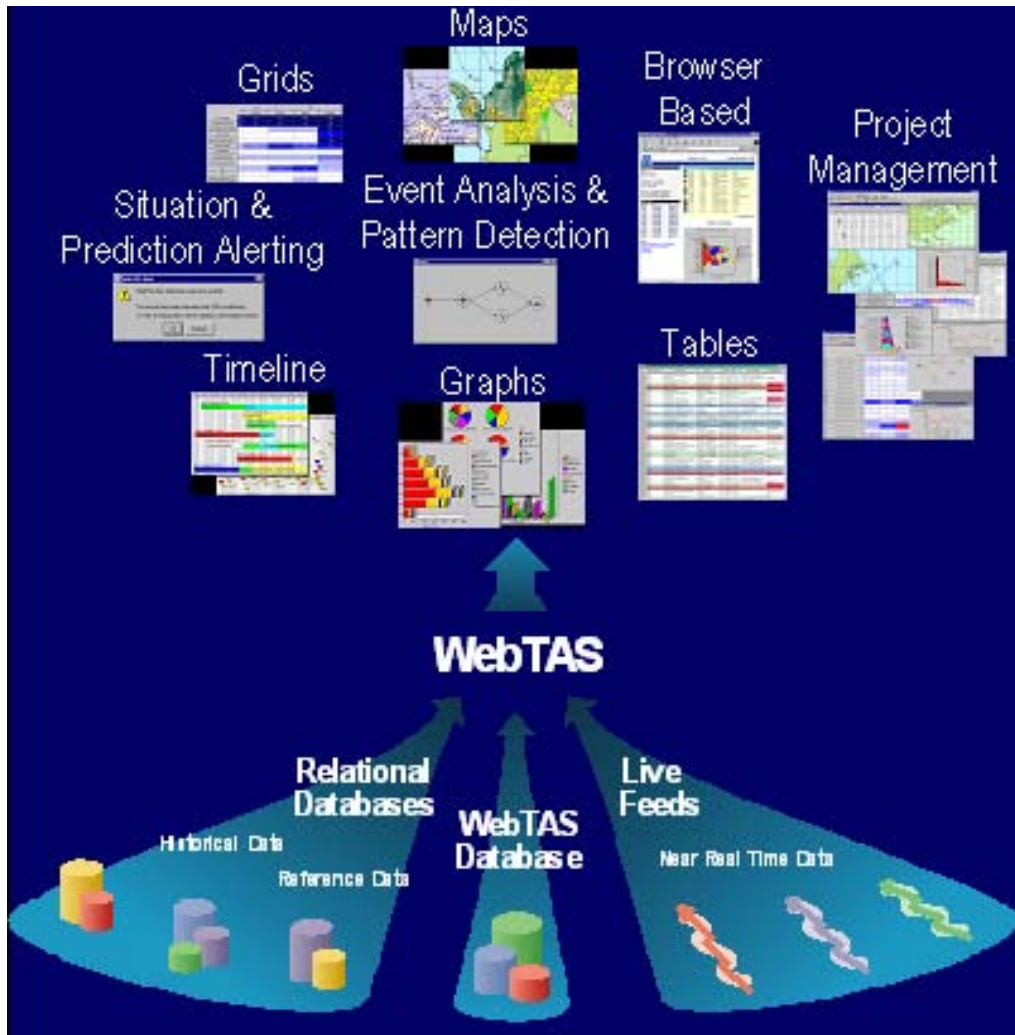 Maps
Grids
Browser
Based
Project
Management
Situation &
Prediction Alerting
Event Analysis &
Pattern Detection
Timeline
Graphs
Tables
WebTAS
Relational
Databases
Live
Feeds
WebTAS
Database
Historical Data
Reference Data
Near Real Time Data